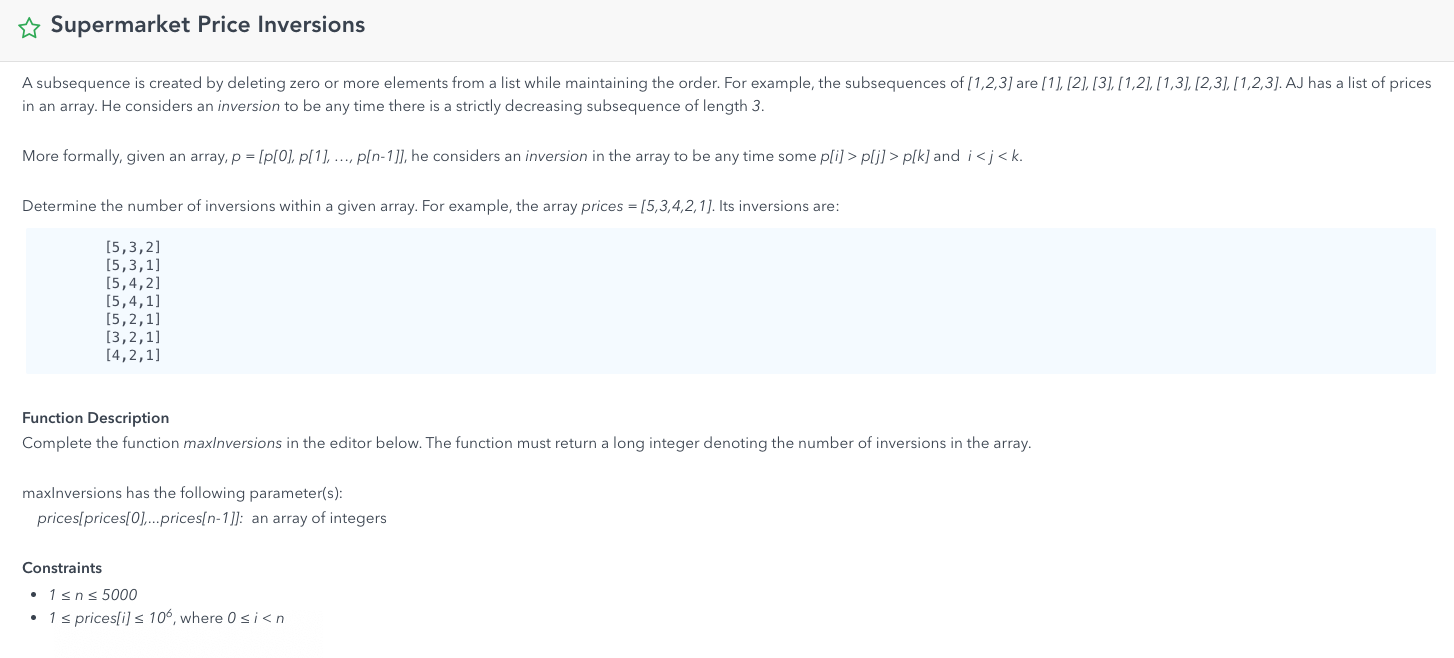 Supermarket Price Inversions
A subsequence is created by deleting zero or more elements from a list while maintaining the order. For example, the subsequences of [1,2,3] are [1], [2], [3], [1,2], [1,3], [2,3], [1,2,3]. AJ has a list of prices
in an array. He considers an inversion to be any time there is a strictly decreasing subsequence of length 3.
More formally, given an array, p = [p[0], p[1], …, p[n-1]], he considers an inversion in the array to be any time some p[i] > p[j] > p[k] and i < j < k.
Determine the number of inversions within a given array. For example, the array prices = [5,3,4,2,1]. Its inversions are:
[5,3,2]
[5,3,1]
[5,4,2]
[5,4,1]
[5,2,1]
[3,2,1]
[4,2,1]
Function Description
Complete the function maxInversions in the editor below. The function must return a long integer denoting the number of inversions in the array.
maxInversions has the following parameter(s):
prices[prices[0],...prices[n-1]]: an array of integers
Constraints
• 1 ≤ n ≤ 5000
• 1 ≤ prices[i] ≤ 10⁶, where 0 ≤ i < n